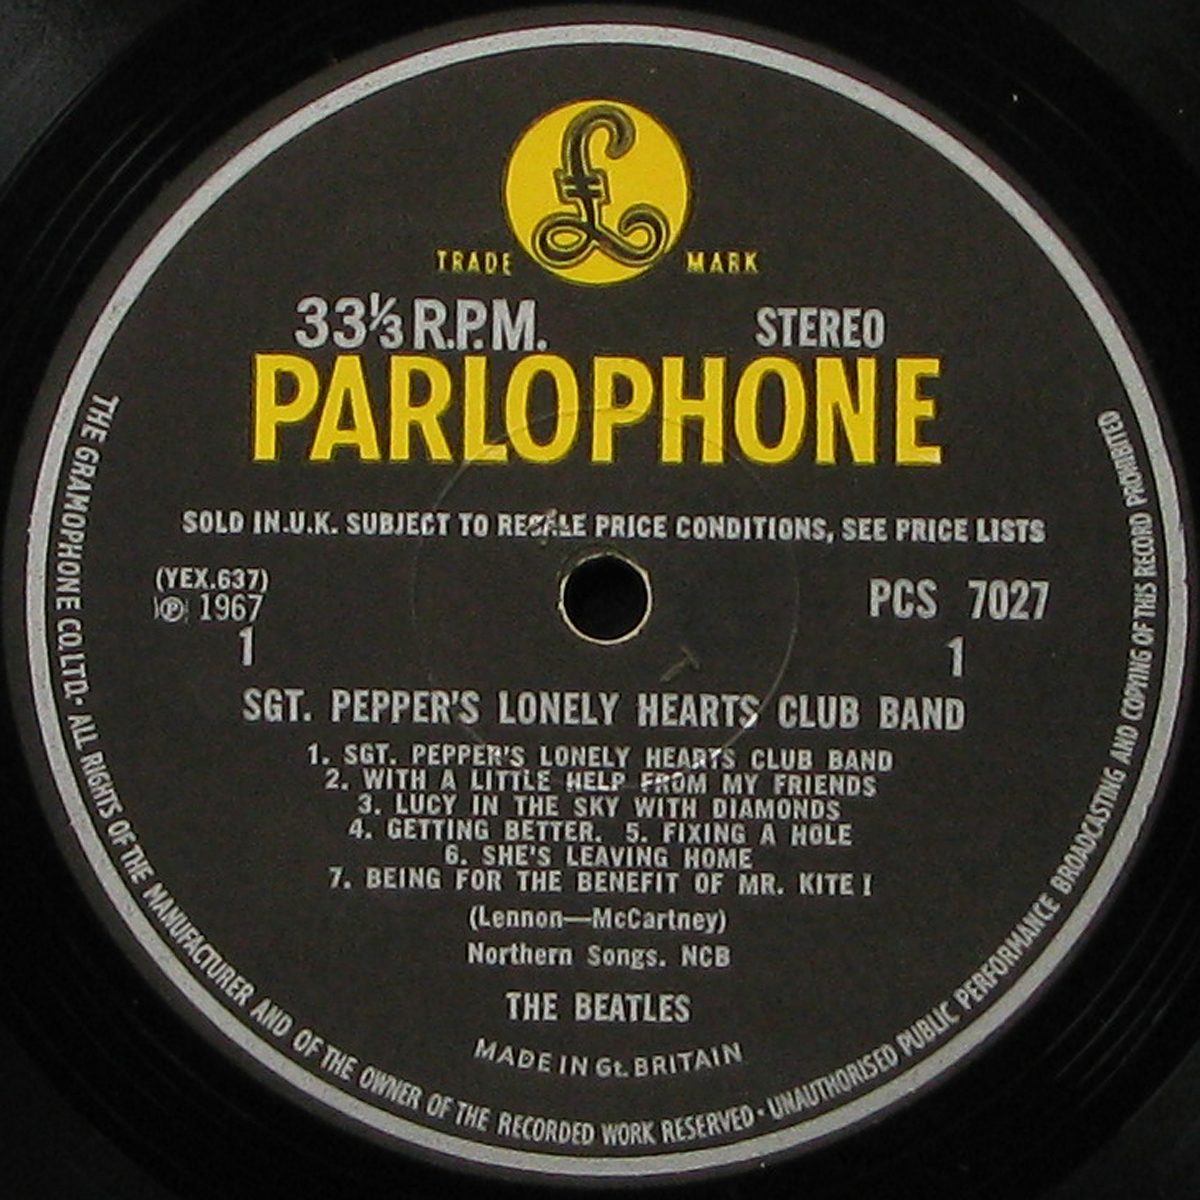 £
TRADE MARK
33⅓ R.P.M. STEREO
PARLOPHONE
SOLD IN U.K. SUBJECT TO RESALE PRICE CONDITIONS, SEE PRICE LISTS
(YEX.637)
℗ 1967 PCS 7027
1 1
SGT. PEPPER'S LONELY HEARTS CLUB BAND
1. SGT. PEPPER'S LONELY HEARTS CLUB BAND
2. WITH A LITTLE HELP FROM MY FRIENDS
3. LUCY IN THE SKY WITH DIAMONDS
4. GETTING BETTER. 5. FIXING A HOLE
6. SHE'S LEAVING HOME
7. BEING FOR THE BENEFIT OF MR. KITE!
(Lennon—McCartney)
Northern Songs. NCB
THE BEATLES
MADE IN Gt. BRITAIN
THE GRAMOPHONE CO. LTD. · ALL RIGHTS OF THE MANUFACTURER AND OF THE OWNER OF THE RECORDED WORK RESERVED · UNAUTHORISED PUBLIC PERFORMANCE BROADCASTING AND COPYING OF THIS RECORD PROHIBITED